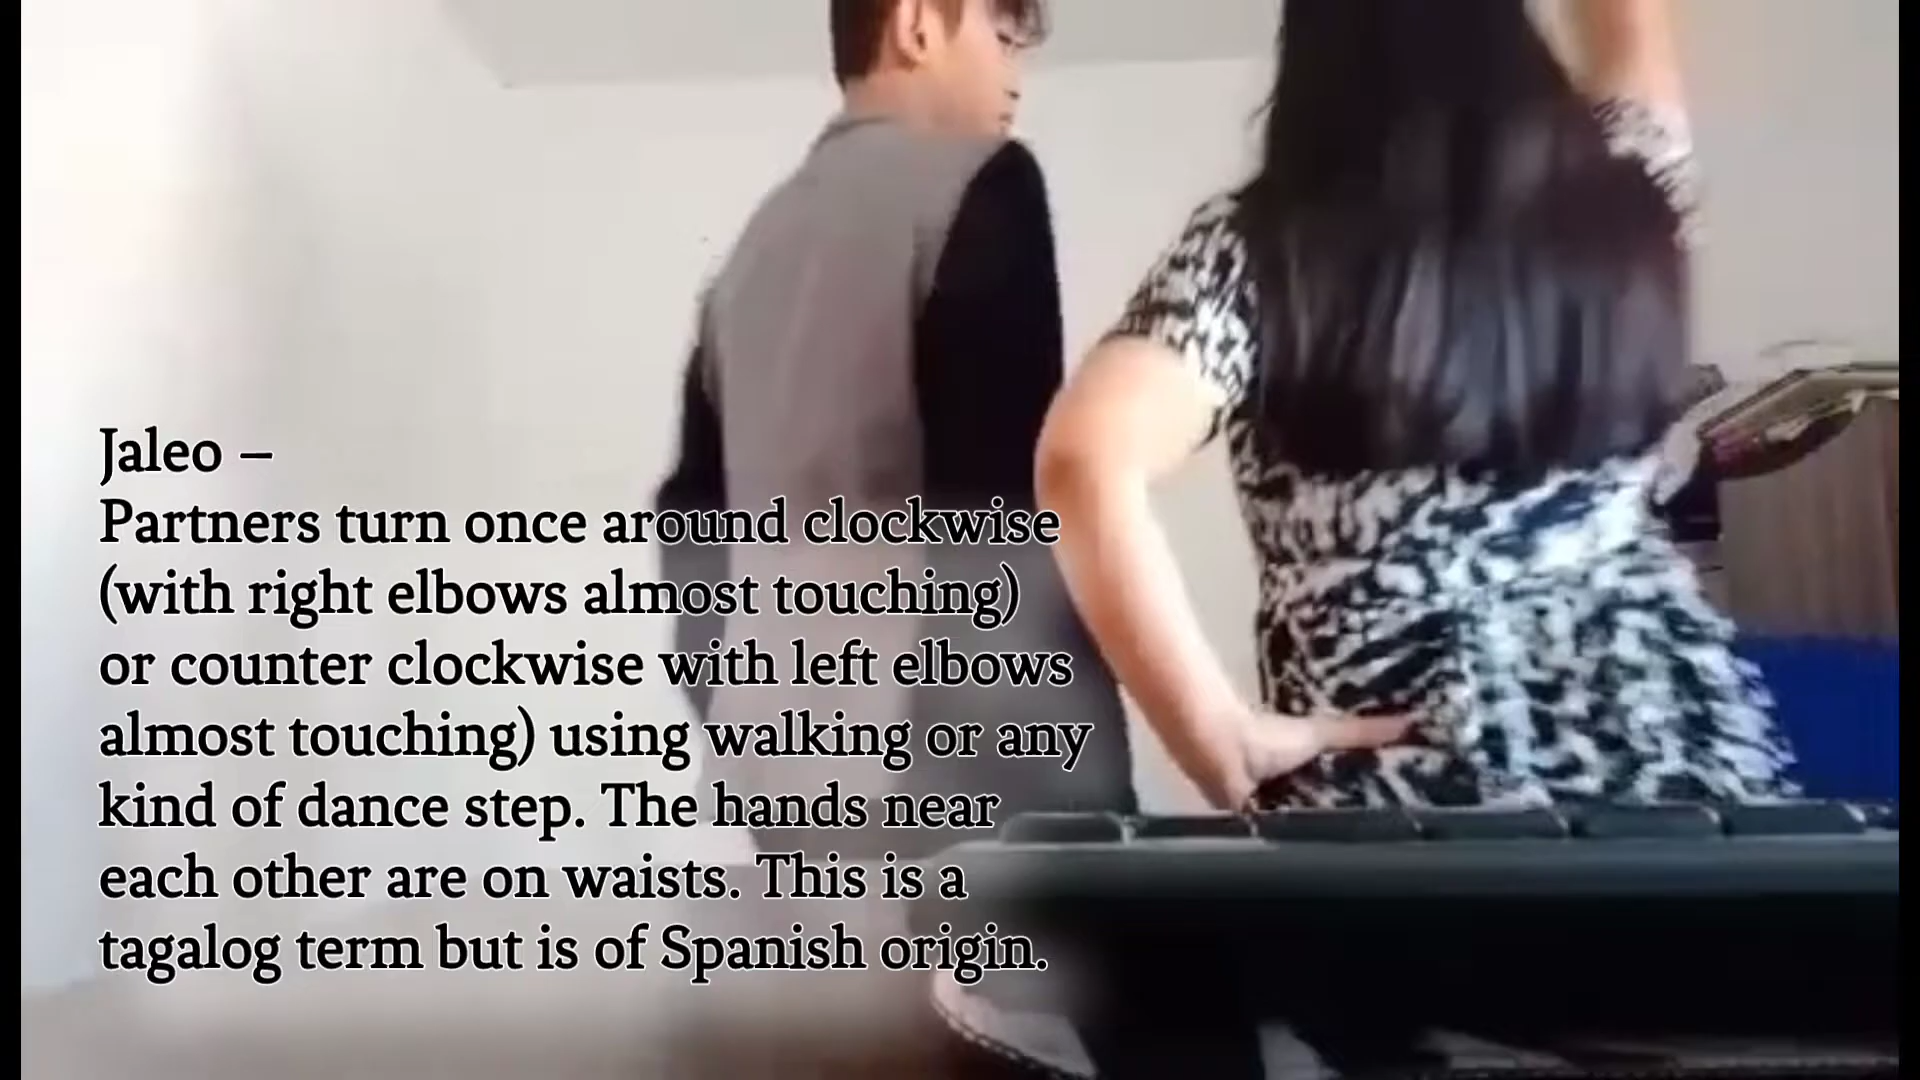 Jaleo –
Partners turn once around clockwise
(with right elbows almost touching)
or counter clockwise with left elbows
almost touching) using walking or any
kind of dance step. The hands near
each other are on waists. This is a
tagalog term but is of Spanish origin.